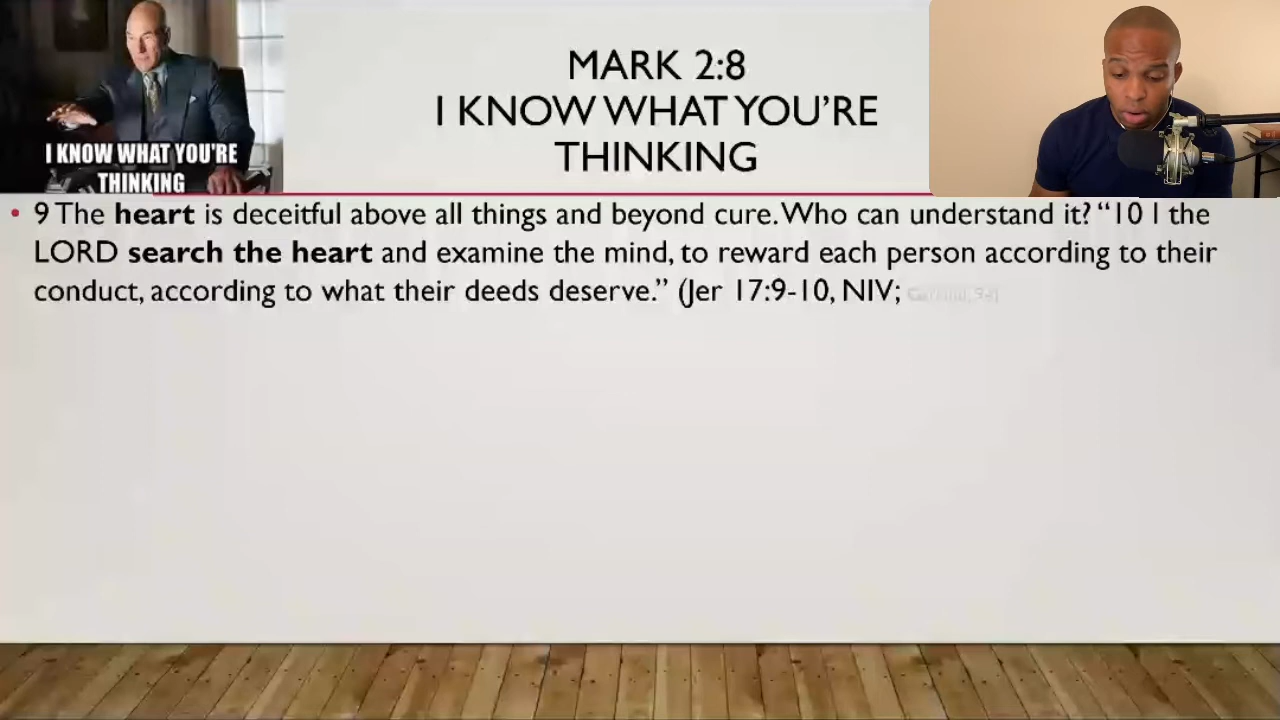 MARK 2:8
I KNOW WHAT YOU’RE
THINKING
I KNOW WHAT YOU'RE
THINKING
• 9 The heart is deceitful above all things and beyond cure. Who can understand it? “10 I the
LORD search the heart and examine the mind, to reward each person according to their
conduct, according to what their deeds deserve.” (Jer 17:9-10, NIV;